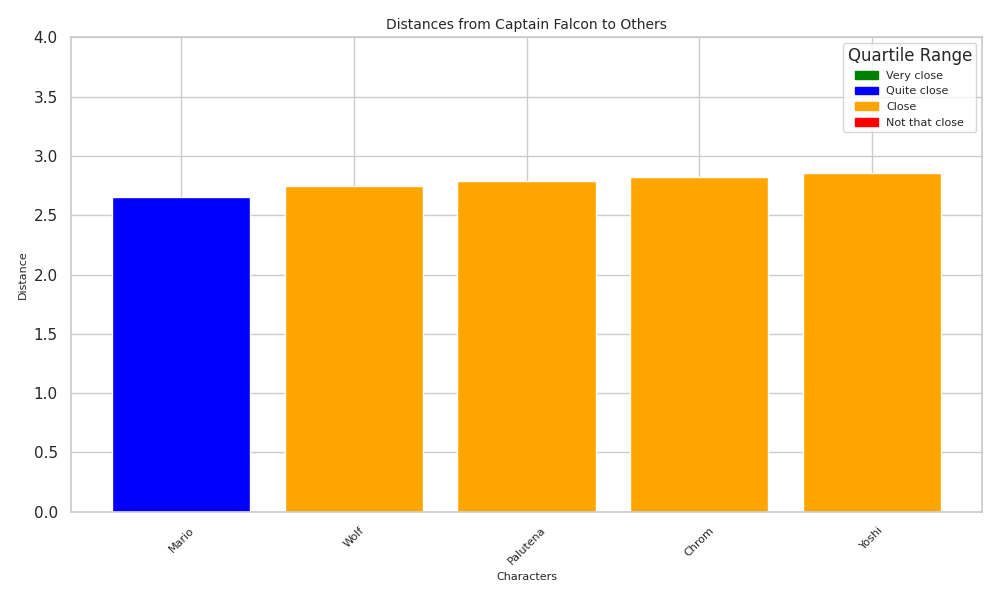 Distances from Captain Falcon to Others
4.0
3.5
3.0
2.5
2.0
1.5
1.0
0.5
0.0
Distance
Quartile Range
Very close
Quite close
Close
Not that close
Mario
Wolf
Palutena
Chrom
Yoshi
Characters